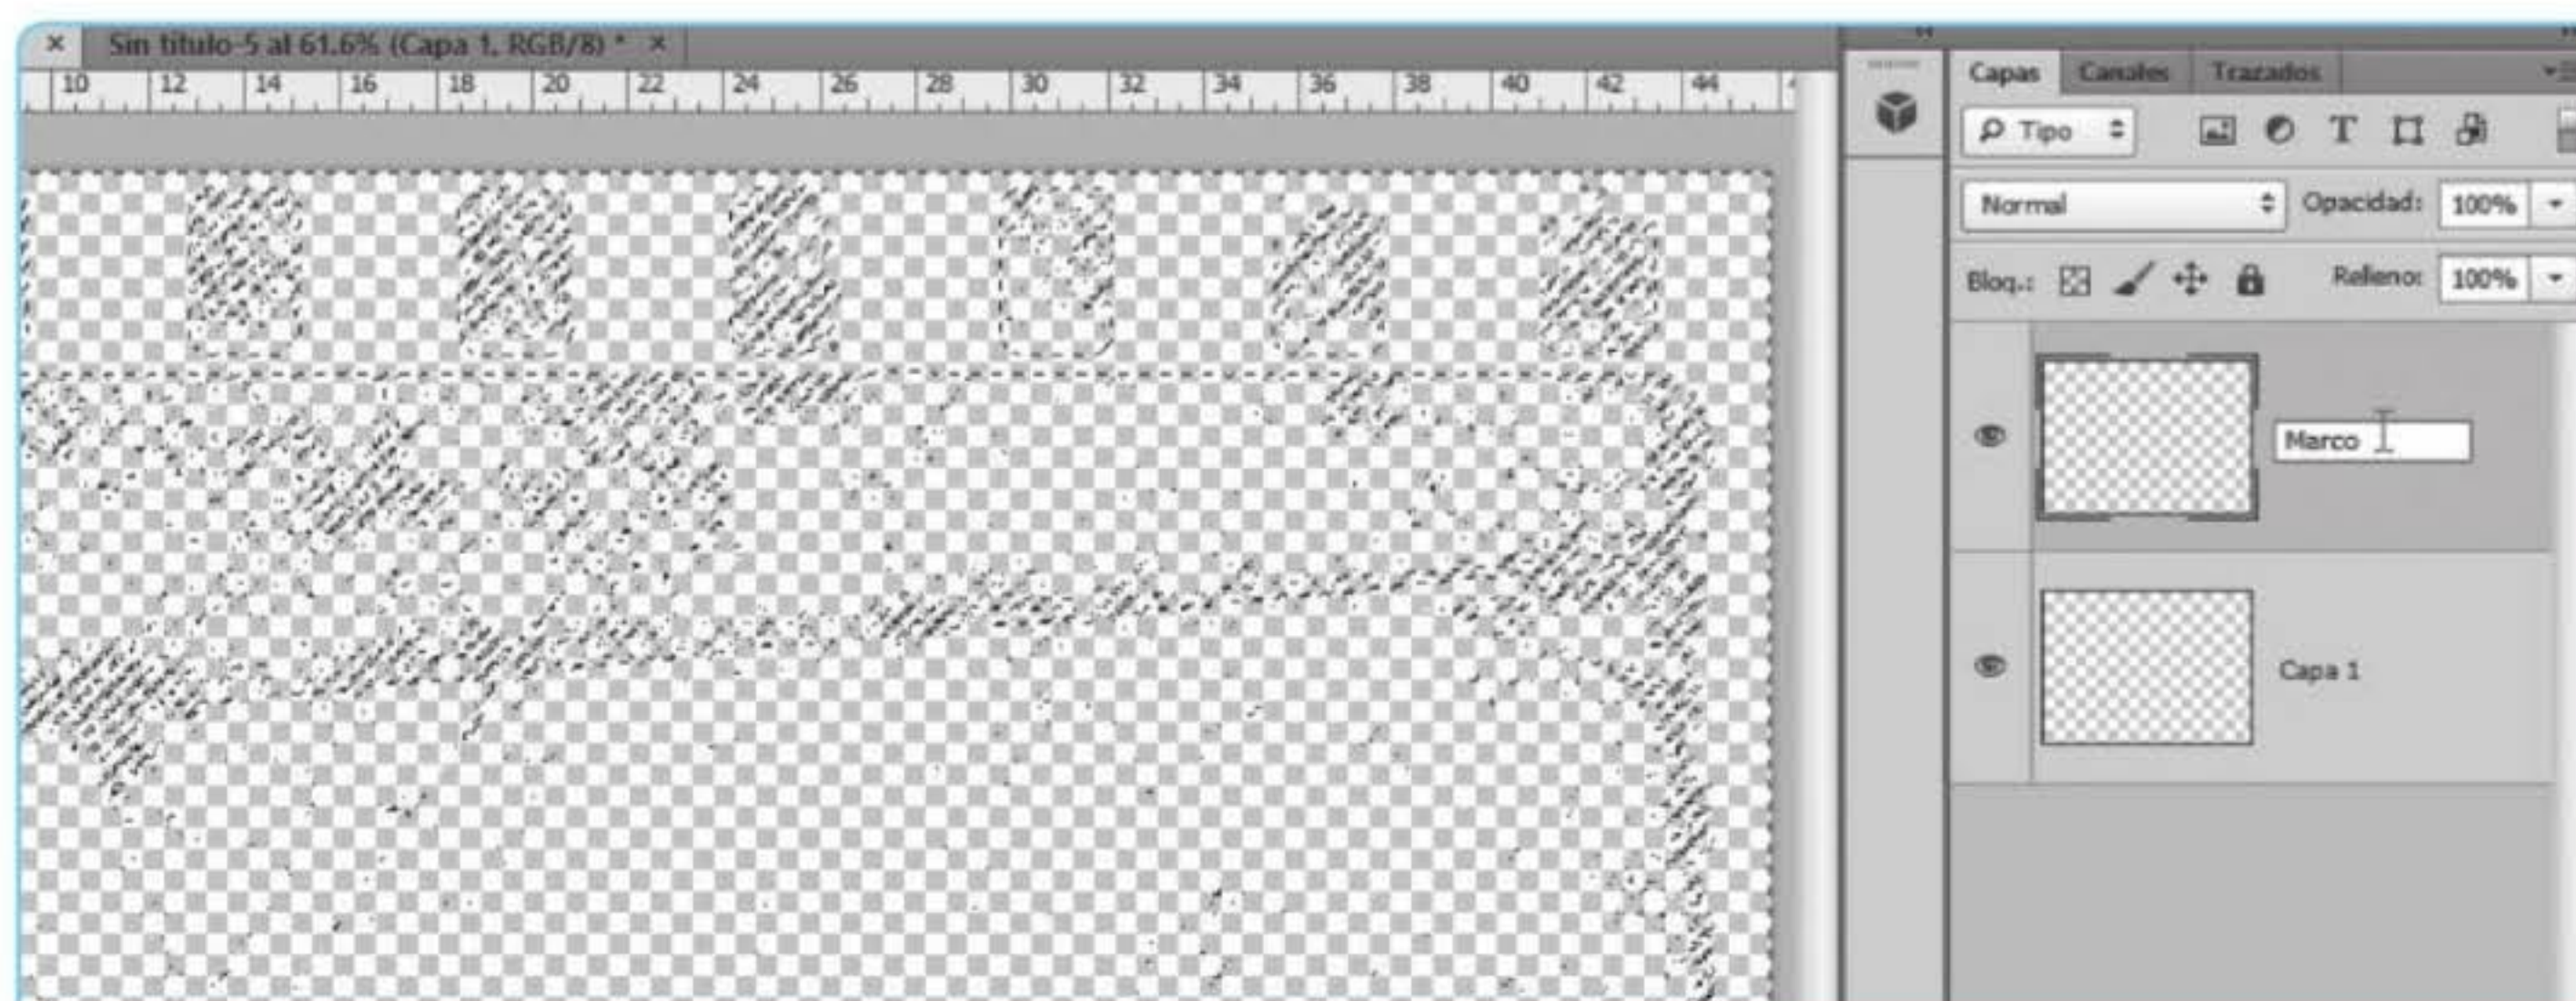 Sin título-5 al 61.6% (Capa 1, RGB/8) *
10 12 14 16 18 20 22 24 26 28 30 32 34 36 38 40 42 44
Capas Canales Trazados
Tipo
Normal Opacidad: 100%
Bloq.: Relleno: 100%
Marco
Capa 1